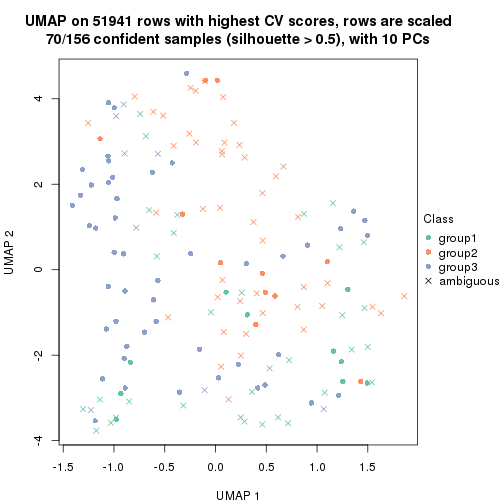 UMAP on 51941 rows with highest CV scores, rows are scaled
70/156 confident samples (silhouette > 0.5), with 10 PCs
4
2
0
-2
-4
UMAP 2
-1.5 -1.0 -0.5 0.0 0.5 1.0 1.5
UMAP 1
Class
group1
group2
group3
ambiguous